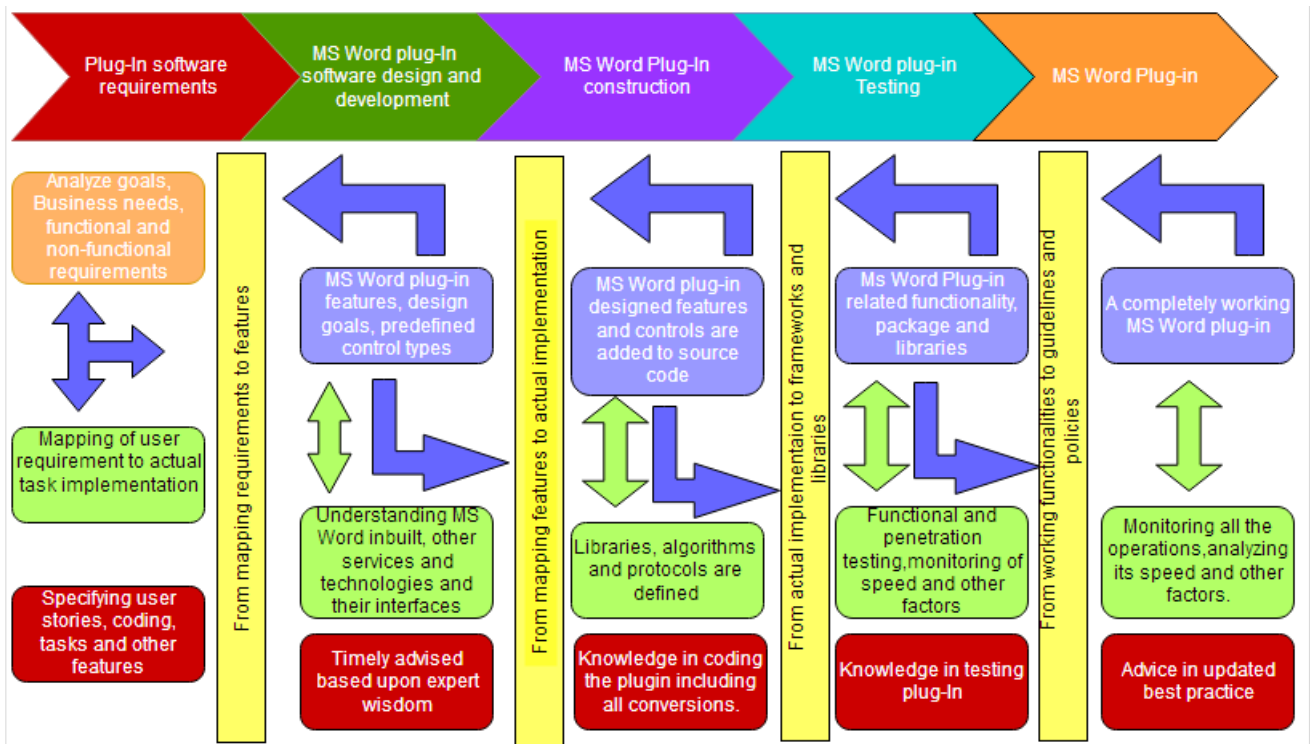 Plug-In software
requirements
MS Word plug-In
software design and
development
MS Word Plug-In
construction
MS Word plug-in
Testing
MS Word Plug-in
Analyze goals,
Business needs,
functional and
non-functional
requirements
Mapping of user
requirement to actual
task implementation
Specifying user
stories, coding,
tasks and other
features
From mapping requirements to features
MS Word plug-in
features, design
goals, predefined
control types
Understanding MS
Word inbuilt, other
services and
technologies and
their interfaces
Timely advised
based upon expert
wisdom
From mapping features to actual implementation
MS Word plug-in
designed features
and controls are
added to source
code
Libraries, algorithms
and protocols are
defined
Knowledge in coding
the plugin including
all conversions.
From actual implementaion to frameworks and
libraries
Ms Word Plug-in
related functionality,
package and
libraries
Functional and
penetration
testing,monitoring of
speed and other
factors
Knowledge in testing
plug-In
From working functionalities to guidelines and
policies
A completely working
MS Word plug-in
Monitoring all the
operations,analyzing
its speed and other
factors.
Advice in updated
best practice